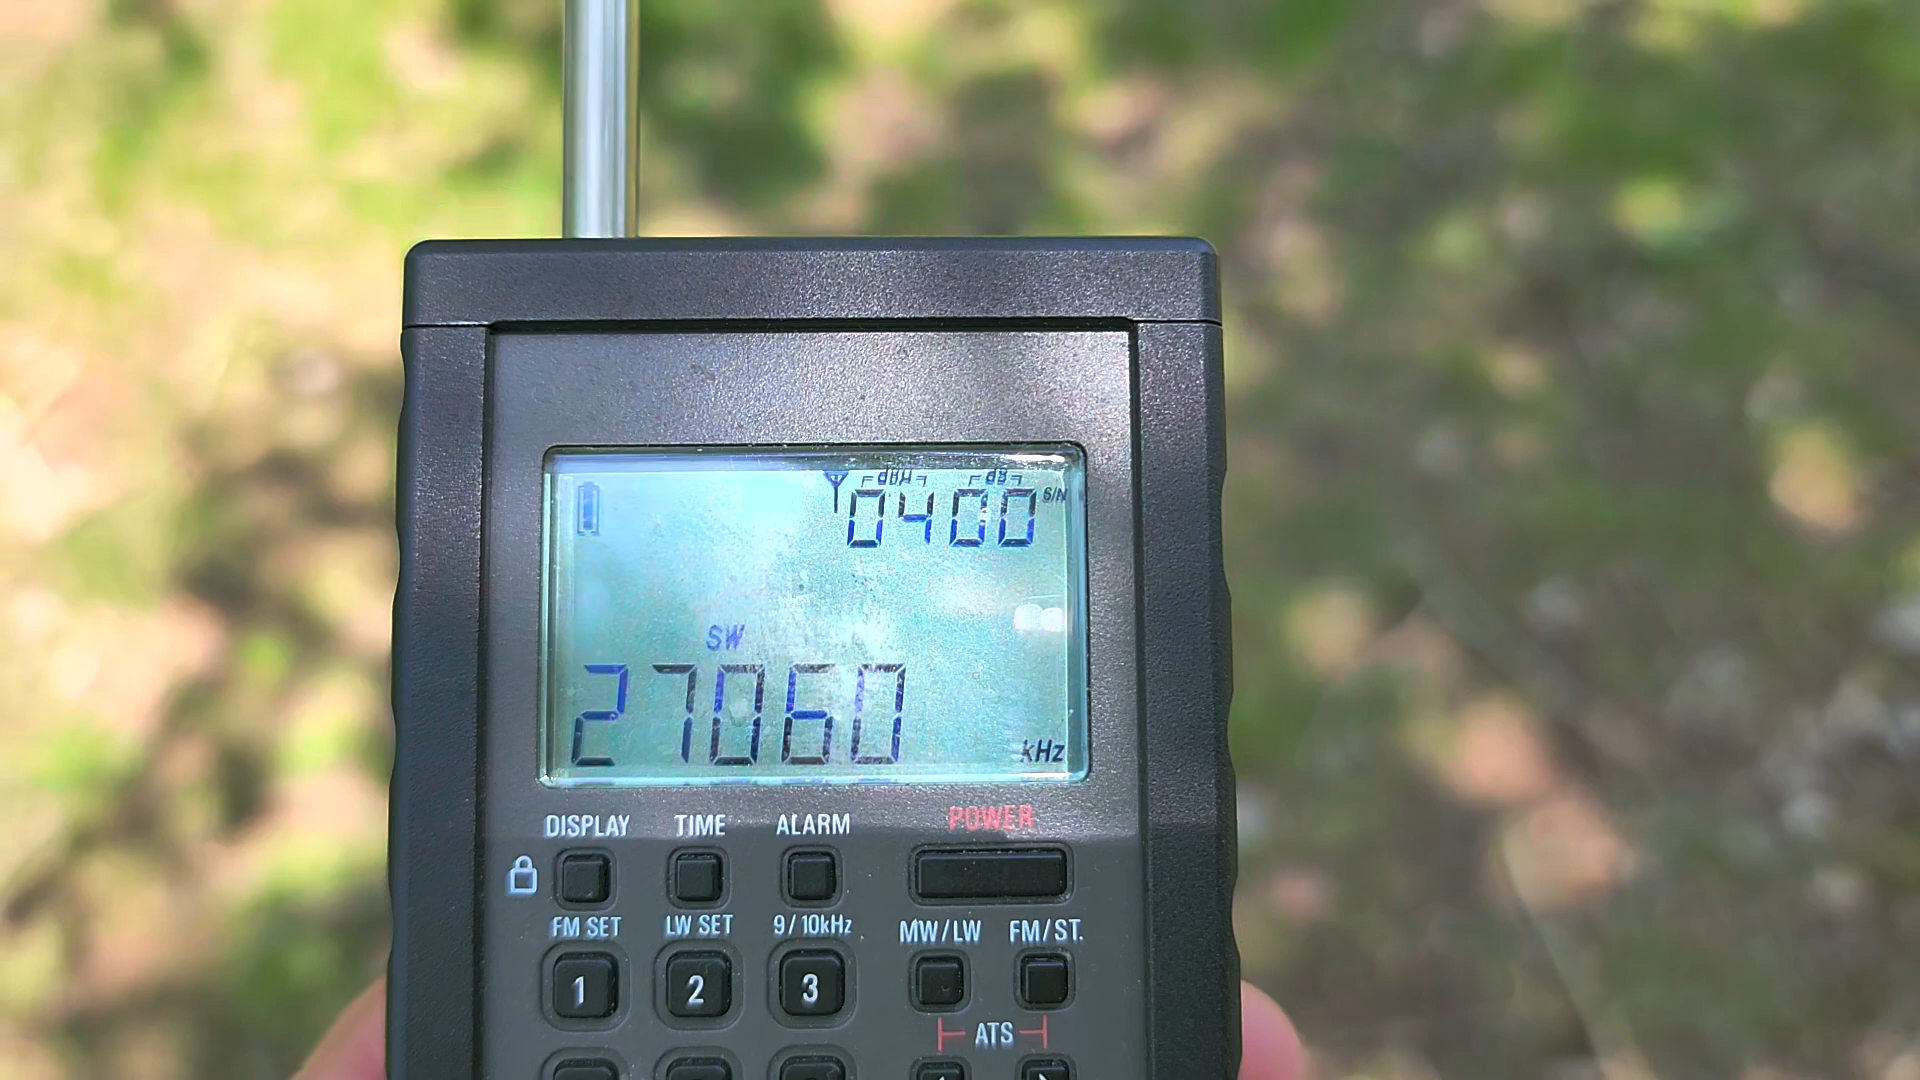 dBμ dB
0400 S/N
SW
27060 kHz
DISPLAY TIME ALARM POWER
FM SET LW SET 9/10kHz MW/LW FM/ST.
1 2 3
ATS